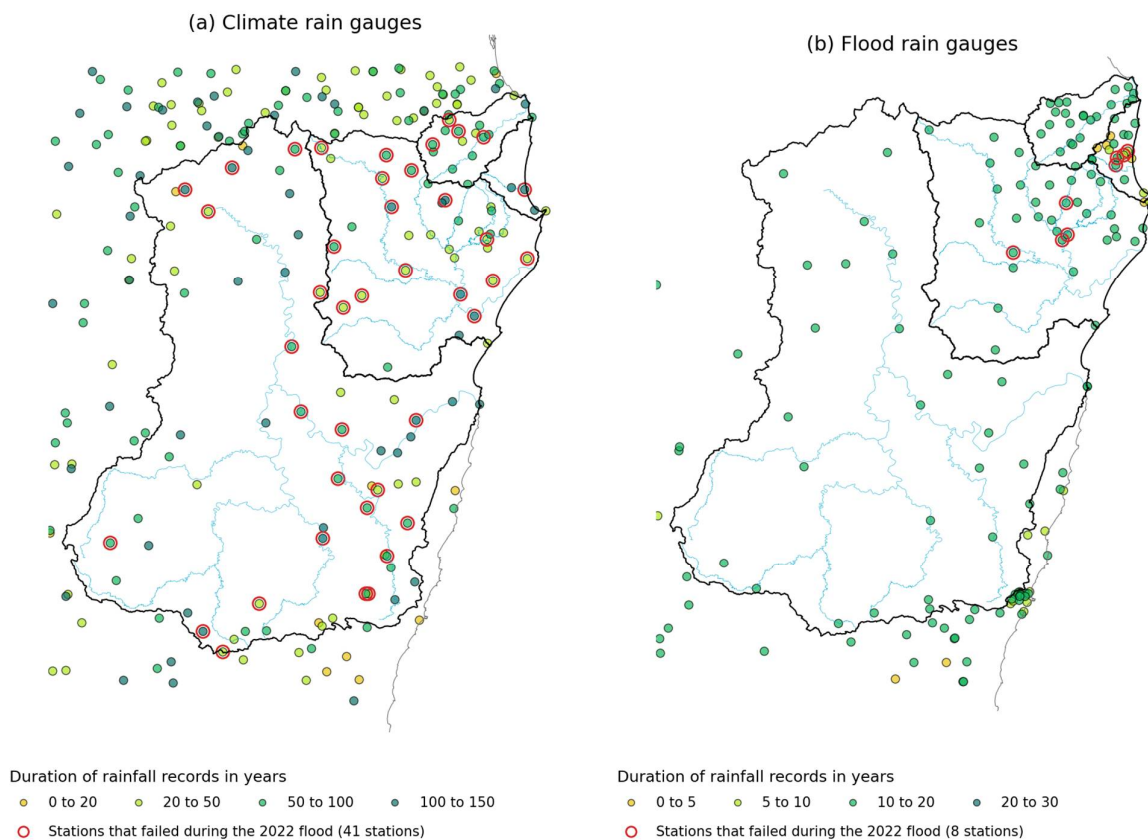 (a) Climate rain gauges
(b) Flood rain gauges
Duration of rainfall records in years
0 to 20 20 to 50 50 to 100 100 to 150
Stations that failed during the 2022 flood (41 stations)
Duration of rainfall records in years
0 to 5 5 to 10 10 to 20 20 to 30
Stations that failed during the 2022 flood (8 stations)